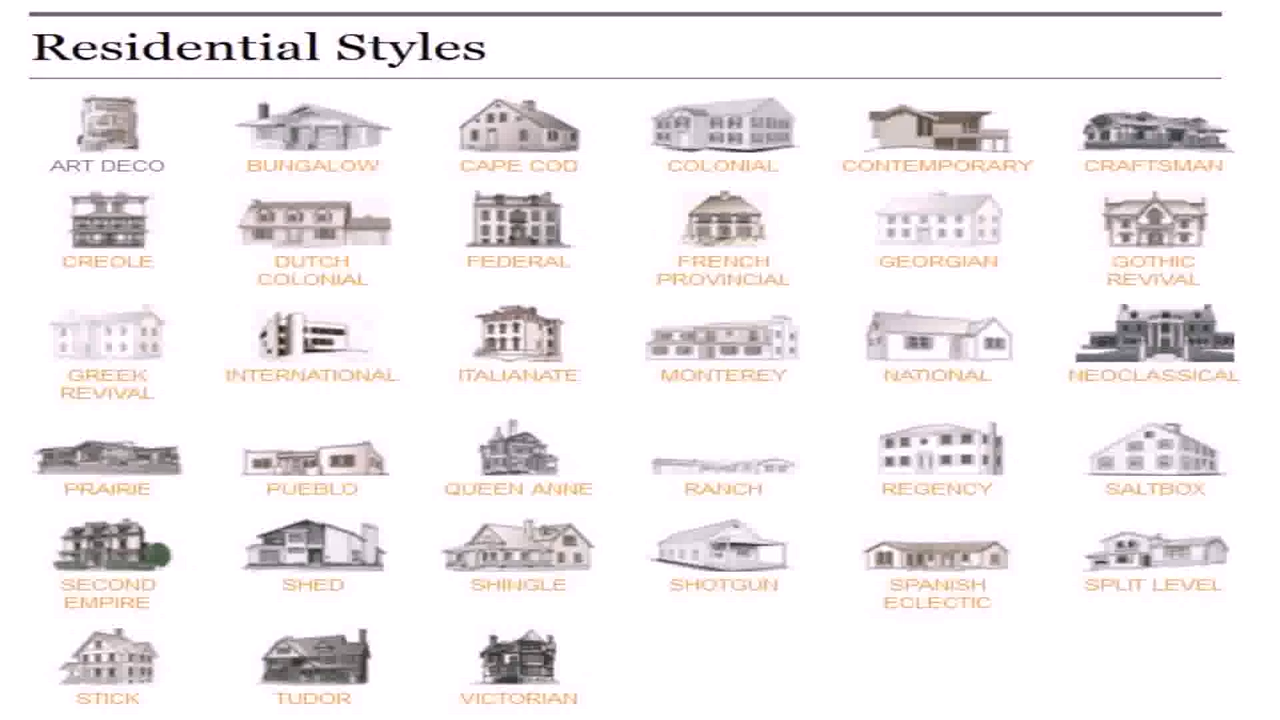 Residential Styles
ART DECO
BUNGALOW
CAPE COD
COLONIAL
CONTEMPORARY
CRAFTSMAN
CREOLE
DUTCH
COLONIAL
FEDERAL
FRENCH
PROVINCIAL
GEORGIAN
GOTHIC
REVIVAL
GREEK
REVIVAL
INTERNATIONAL
ITALIANATE
MONTEREY
NATIONAL
NEOCLASSICAL
PRAIRIE
PUEBLO
QUEEN ANNE
RANCH
REGENCY
SALTBOX
SECOND
EMPIRE
SHED
SHINGLE
SHOTGUN
SPANISH
ECLECTIC
SPLIT LEVEL
STICK
TUDOR
VICTORIAN